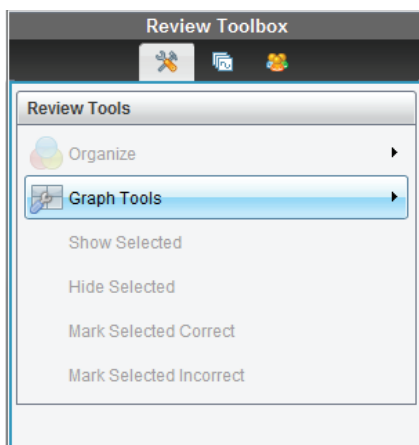 Review Toolbox
Review Tools
Organize
Graph Tools
Show Selected
Hide Selected
Mark Selected Correct
Mark Selected Incorrect